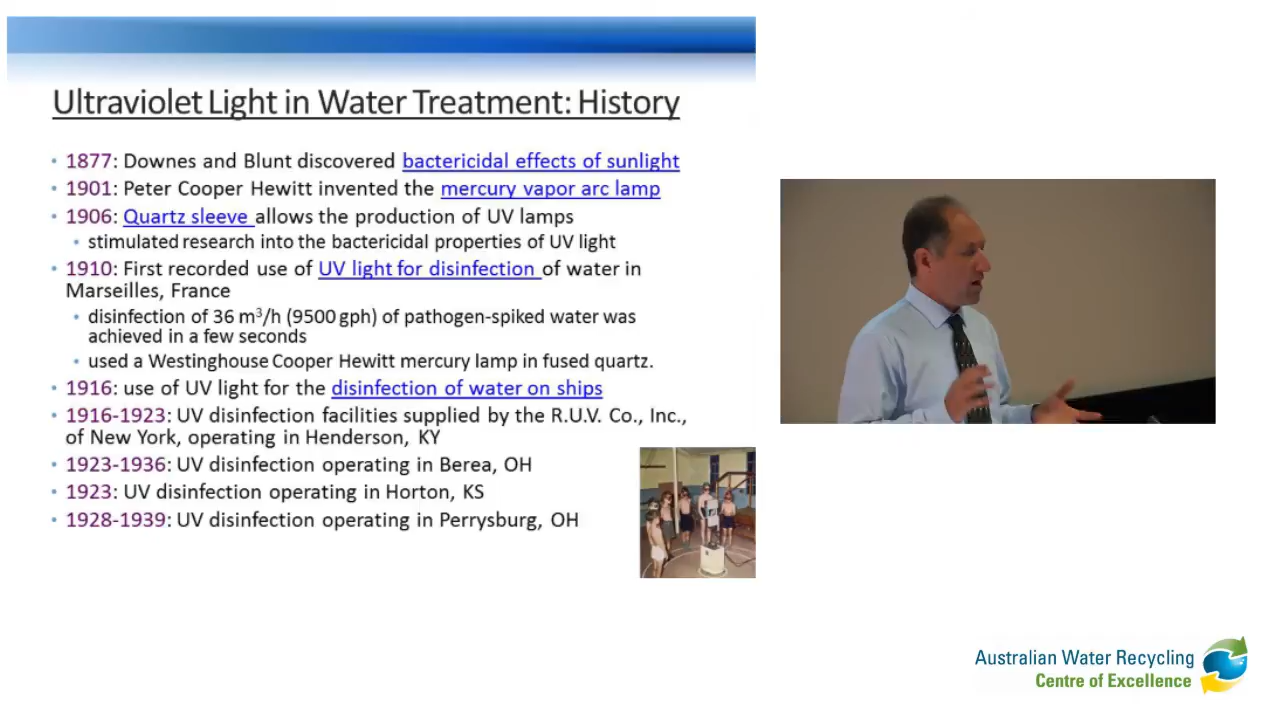 Ultraviolet Light in Water Treatment: History
• 1877: Downes and Blunt discovered bactericidal effects of sunlight
• 1901: Peter Cooper Hewitt invented the mercury vapor arc lamp
• 1906: Quartz sleeve allows the production of UV lamps
• stimulated research into the bactericidal properties of UV light
• 1910: First recorded use of UV light for disinfection of water in
Marseilles, France
• disinfection of 36 m³/h (9500 gph) of pathogen-spiked water was
achieved in a few seconds
• used a Westinghouse Cooper Hewitt mercury lamp in fused quartz.
• 1916: use of UV light for the disinfection of water on ships
• 1916-1923: UV disinfection facilities supplied by the R.U.V. Co., Inc.,
of New York, operating in Henderson, KY
• 1923-1936: UV disinfection operating in Berea, OH
• 1923: UV disinfection operating in Horton, KS
• 1928-1939: UV disinfection operating in Perrysburg, OH
Australian Water Recycling
Centre of Excellence